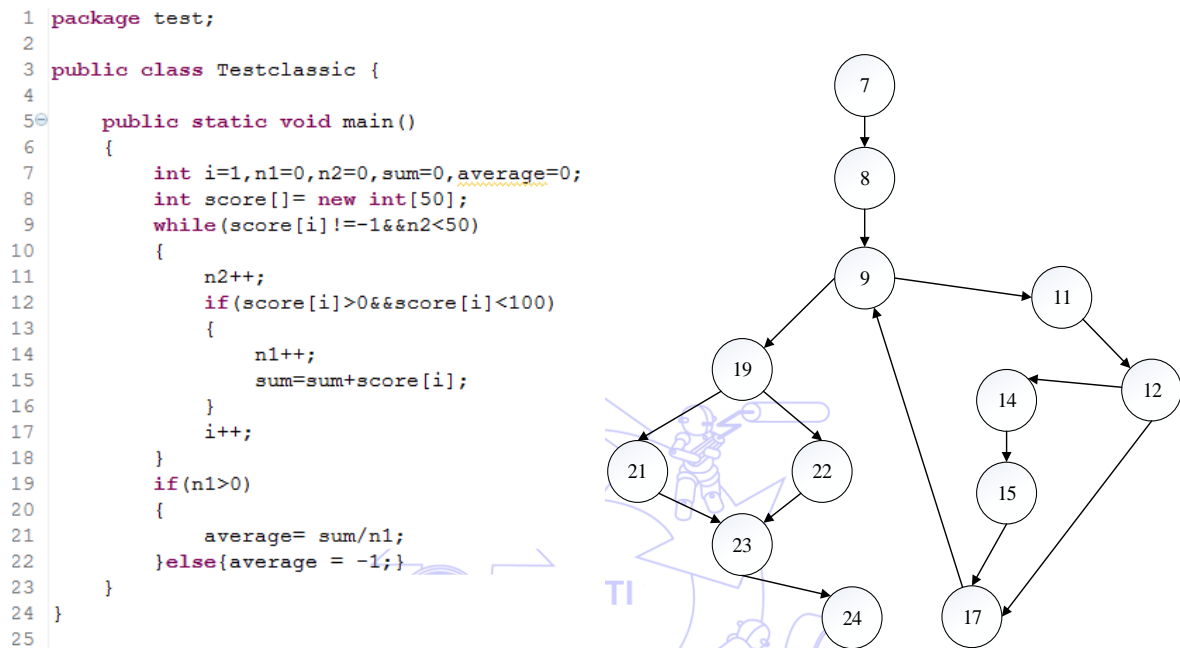 1 package test;
2
3 public class Testclassic {
4
5 public static void main()
6 {
7 int i=1,n1=0,n2=0,sum=0,average=0;
8 int score[]= new int[50];
9 while(score[i]!=-1&&n2<50)
10 {
11 n2++;
12 if(score[i]>0&&score[i]<100)
13 {
14 n1++;
15 sum=sum+score[i];
16 }
17 i++;
18 }
19 if(n1>0)
20 {
21 average= sum/n1;
22 }else{average = -1;}
23 }
24 }
25
7
8
9
11
19
12
14
21
22
15
23
TI
24
17